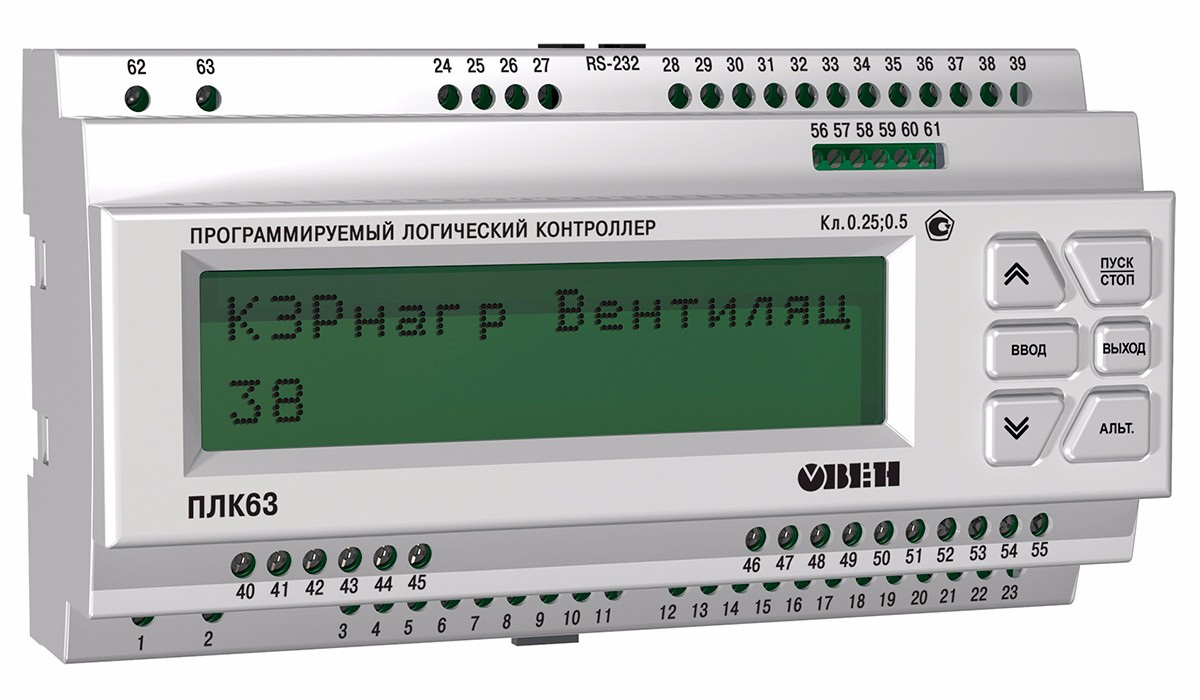 62 63 24 25 26 27 RS-232 28 29 30 31 32 33 34 35 36 37 38 39
56 57 58 59 60 61
ПРОГРАММИРУЕМЫЙ ЛОГИЧЕСКИЙ КОНТРОЛЛЕР Кл.0.25;0.5
КЗРнагр Вентиляц
38
ПУСК
СТОП
ВВОД ВЫХОД
АЛЬТ.
ОВЕН
ПЛК63
40 41 42 43 44 45 46 47 48 49 50 51 52 53 54 55
1 2 3 4 5 6 7 8 9 10 11 12 13 14 15 16 17 18 19 20 21 22 23